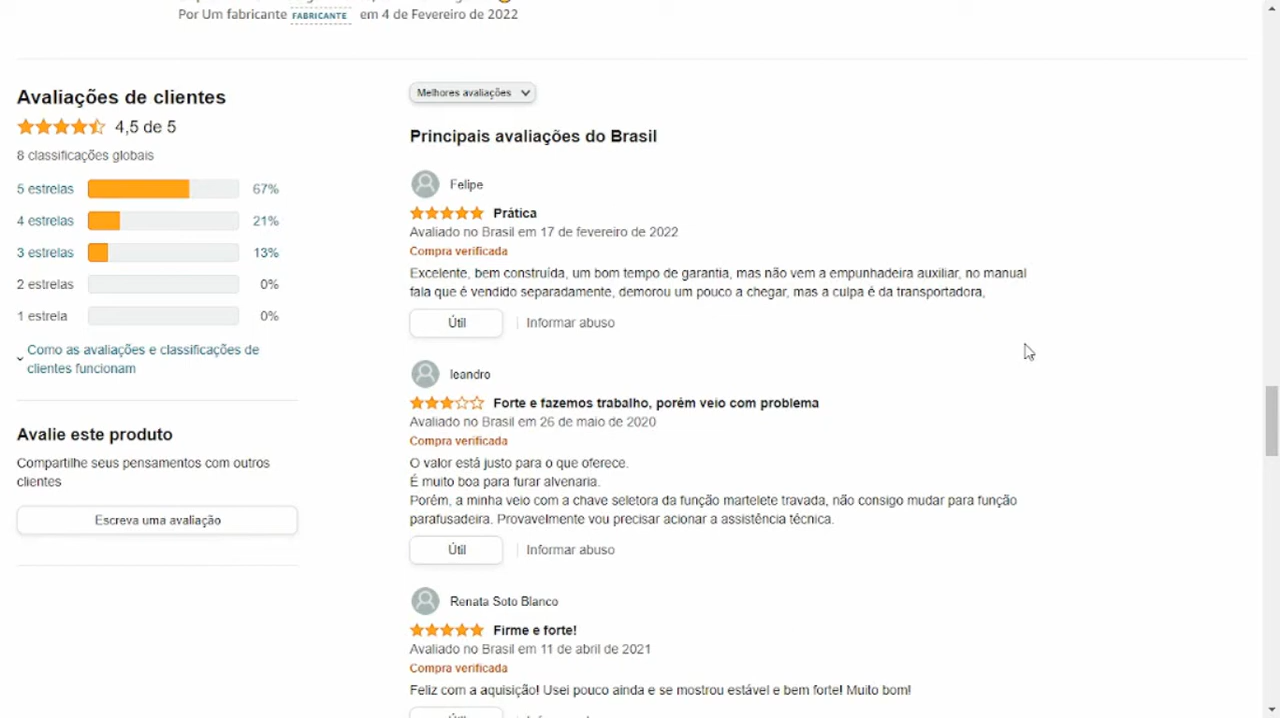 Por Um fabricante FABRICANTE em 4 de Fevereiro de 2022
Avaliações de clientes
4,5 de 5
8 classificações globais
5 estrelas 67%
4 estrelas 21%
3 estrelas 13%
2 estrelas 0%
1 estrela 0%
Como as avaliações e classificações de
clientes funcionam
Avalie este produto
Compartilhe seus pensamentos com outros
clientes
Escreva uma avaliação
Melhores avaliações
Principais avaliações do Brasil
Felipe
Prática
Avaliado no Brasil em 17 de fevereiro de 2022
Compra verificada
Excelente, bem construída, um bom tempo de garantia, mas não vem a empunhadeira auxiliar, no manual
fala que é vendido separadamente, demorou um pouco a chegar, mas a culpa é da transportadora,
Útil Informar abuso
leandro
Forte e fazemos trabalho, porém veio com problema
Avaliado no Brasil em 26 de maio de 2020
Compra verificada
O valor está justo para o que oferece.
É muito boa para furar alvenaria.
Porém, a minha veio com a chave seletora da função martelete travada, não consigo mudar para função
parafusadeira. Provavelmente vou precisar acionar a assistência técnica.
Útil Informar abuso
Renata Soto Blanco
Firme e forte!
Avaliado no Brasil em 11 de abril de 2021
Compra verificada
Feliz com a aquisição! Usei pouco ainda e se mostrou estável e bem forte! Muito bom!